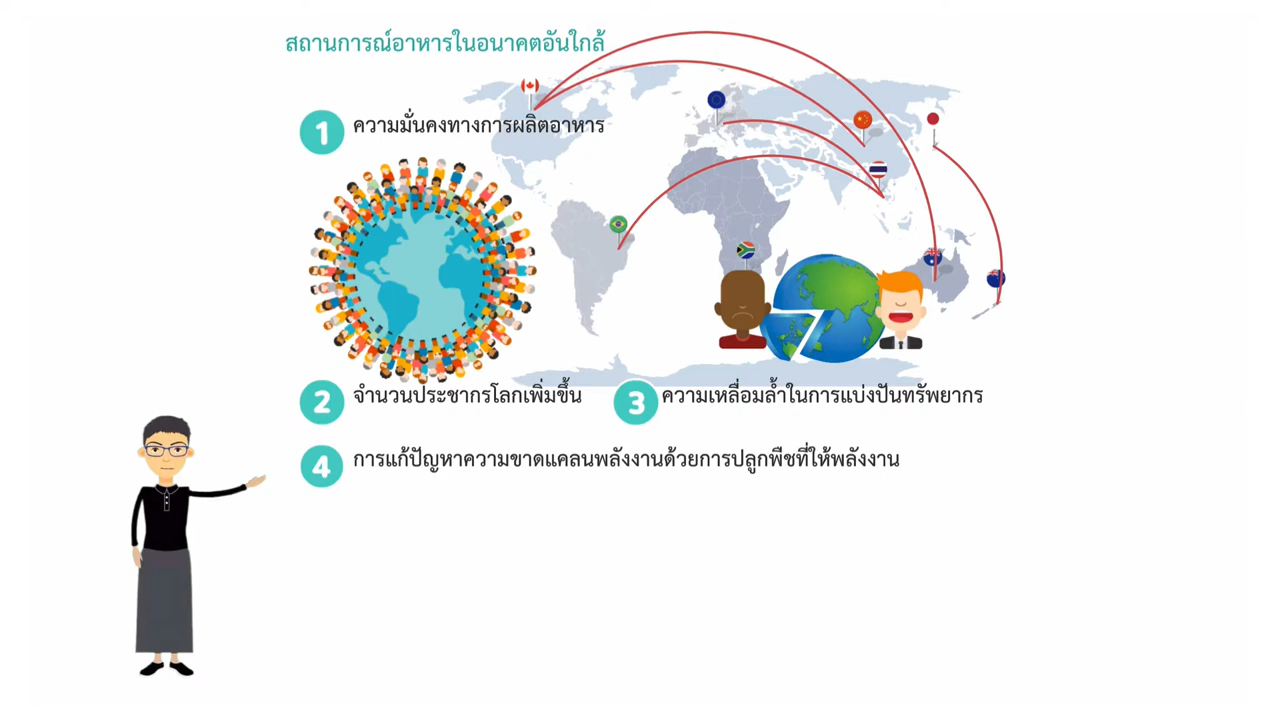 สถานการณ์อาหารในอนาคตอันใกล้
1 ความมั่นคงทางการผลิตอาหาร
2 จำนวนประชากรโลกเพิ่มขึ้น
3 ความเหลื่อมล้ำในการแบ่งปันทรัพยากร
4 การแก้ปัญหาความขาดแคลนพลังงานด้วยการปลูกพืชที่ให้พลังงาน